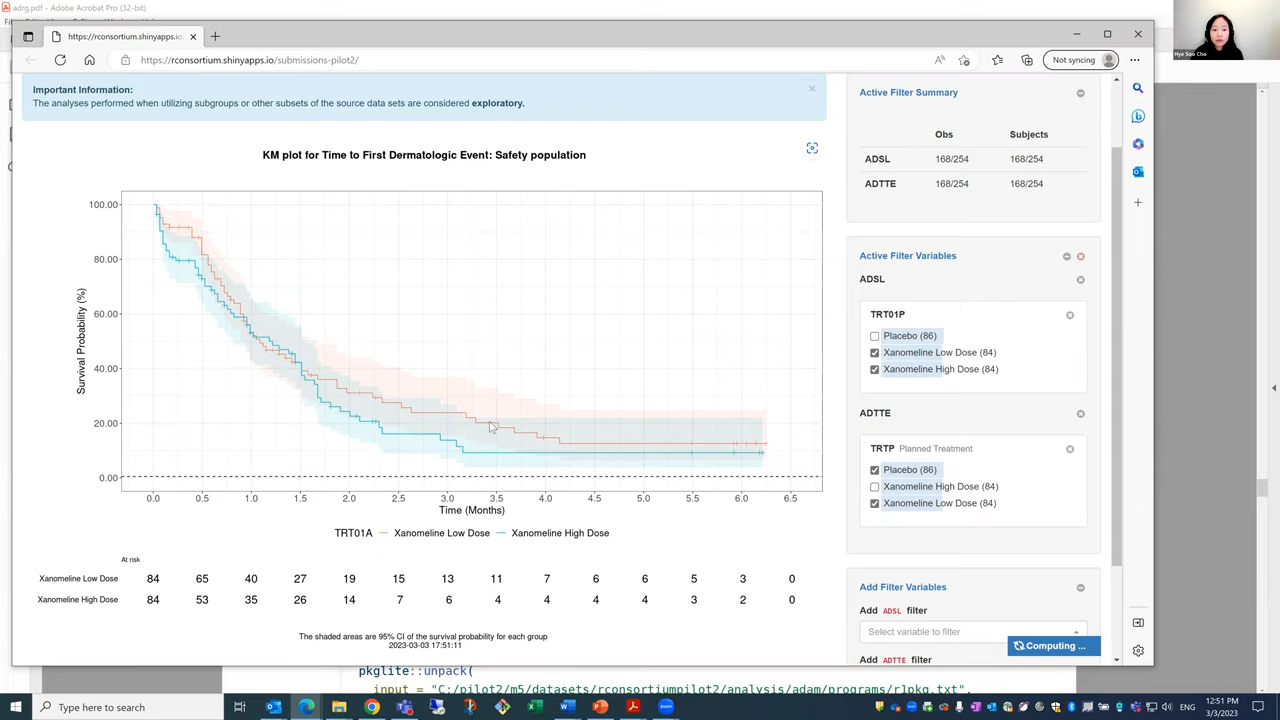 adrg.pdf - Adobe Acrobat Pro (32-bit)
https://rconsortium.shinyapps.io
https://rconsortium.shinyapps.io/submissions-pilot2/
Not syncing
Hye Soo Cho
Important Information:
The analyses performed when utilizing subgroups or other subsets of the source data sets are considered exploratory.
KM plot for Time to First Dermatologic Event: Safety population
100.00
80.00
60.00
40.00
20.00
0.00
Survival Probability (%)
0.0 0.5 1.0 1.5 2.0 2.5 3.0 3.5 4.0 4.5 5.0 5.5 6.0 6.5
Time (Months)
TRT01A Xanomeline Low Dose Xanomeline High Dose
At risk
Xanomeline Low Dose 84 65 40 27 19 15 13 11 7 6 6 5 3 0
Xanomeline High Dose 84 53 35 26 14 7 6 4 4 4 4 3 2 0
The shaded areas are 95% CI of the survival probability for each group
2023-03-03 17:51:11
Active Filter Summary
Obs Subjects
ADSL 168/254 168/254
ADTTE 168/254 168/254
Active Filter Variables
ADSL
TRT01P
Placebo (86)
Xanomeline Low Dose (84)
Xanomeline High Dose (84)
ADTTE
TRTP Planned Treatment
Placebo (86)
Xanomeline High Dose (84)
Xanomeline Low Dose (84)
Add Filter Variables
Add ADSL filter
Select variable to filter
Computing ...
Add ADTTE filter
pkglite::unpack(
input = "C:/pilot2/m5/datasets/rconsortiumpilot2/analysis/adam/programs/r1pkg.txt",
Type here to search
ENG
12:51 PM
3/3/2023